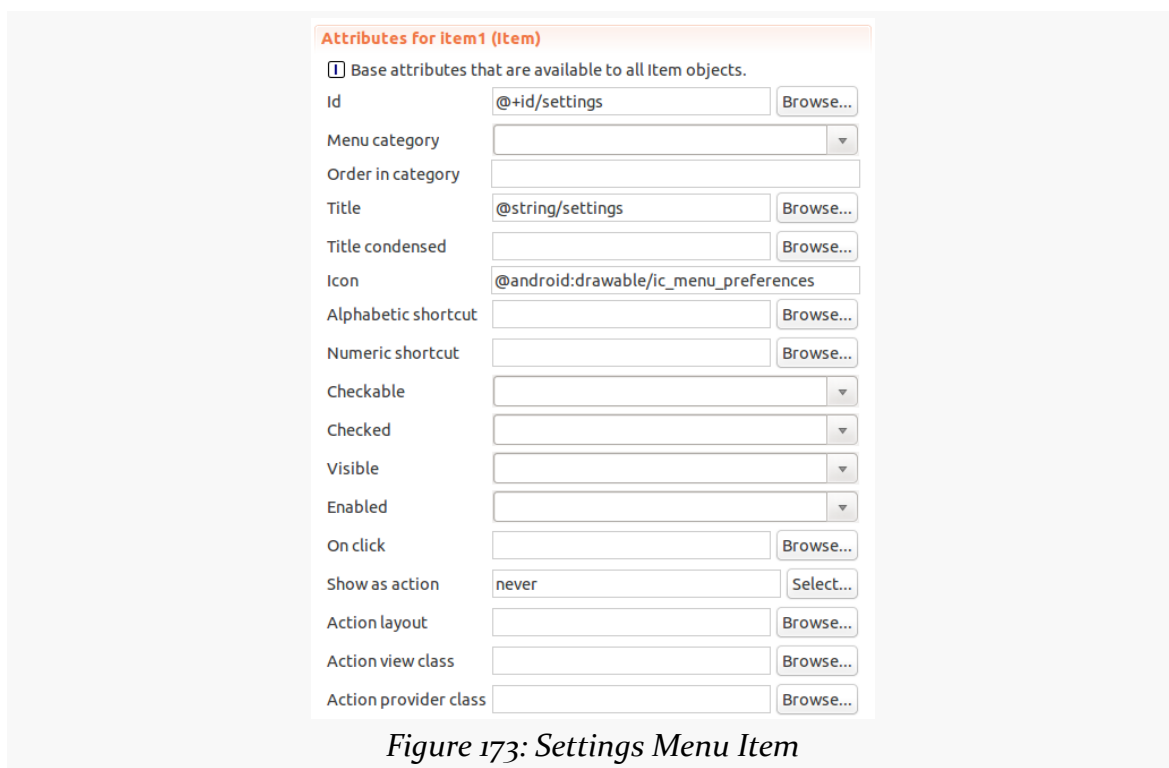 Attributes for item1 (Item)
I Base attributes that are available to all Item objects.
Id @+id/settings Browse...
Menu category
Order in category
Title @string/settings Browse...
Title condensed Browse...
Icon @android:drawable/ic_menu_preferences
Alphabetic shortcut Browse...
Numeric shortcut Browse...
Checkable
Checked
Visible
Enabled
On click Browse...
Show as action never Select...
Action layout Browse...
Action view class Browse...
Action provider class Browse...
Figure 173: Settings Menu Item